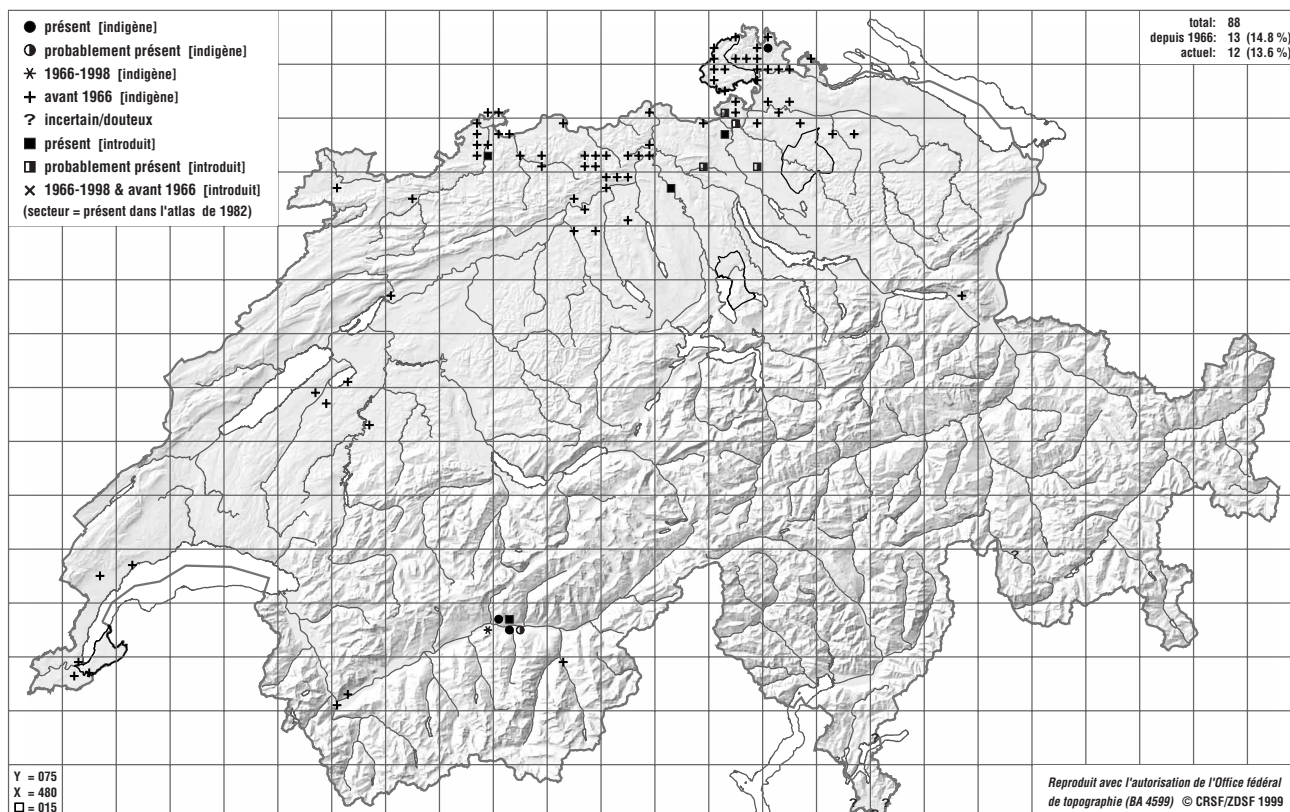 présent [indigène]
probablement présent [indigène]
1966-1998 [indigène]
avant 1966 [indigène]
? incertain/douteux
présent [introduit]
probablement présent [introduit]
1966-1998 & avant 1966 [introduit]
(secteur = présent dans l'atlas de 1982)
total: 88
depuis 1966: 13 (14.8 %)
actuel: 12 (13.6 %)
?
?
?
?
Y = 075
X = 480
= 015
Reproduit avec l'autorisation de l'Office fédéral
de topographie (BA 4599) © CRSF/ZDSF 1999